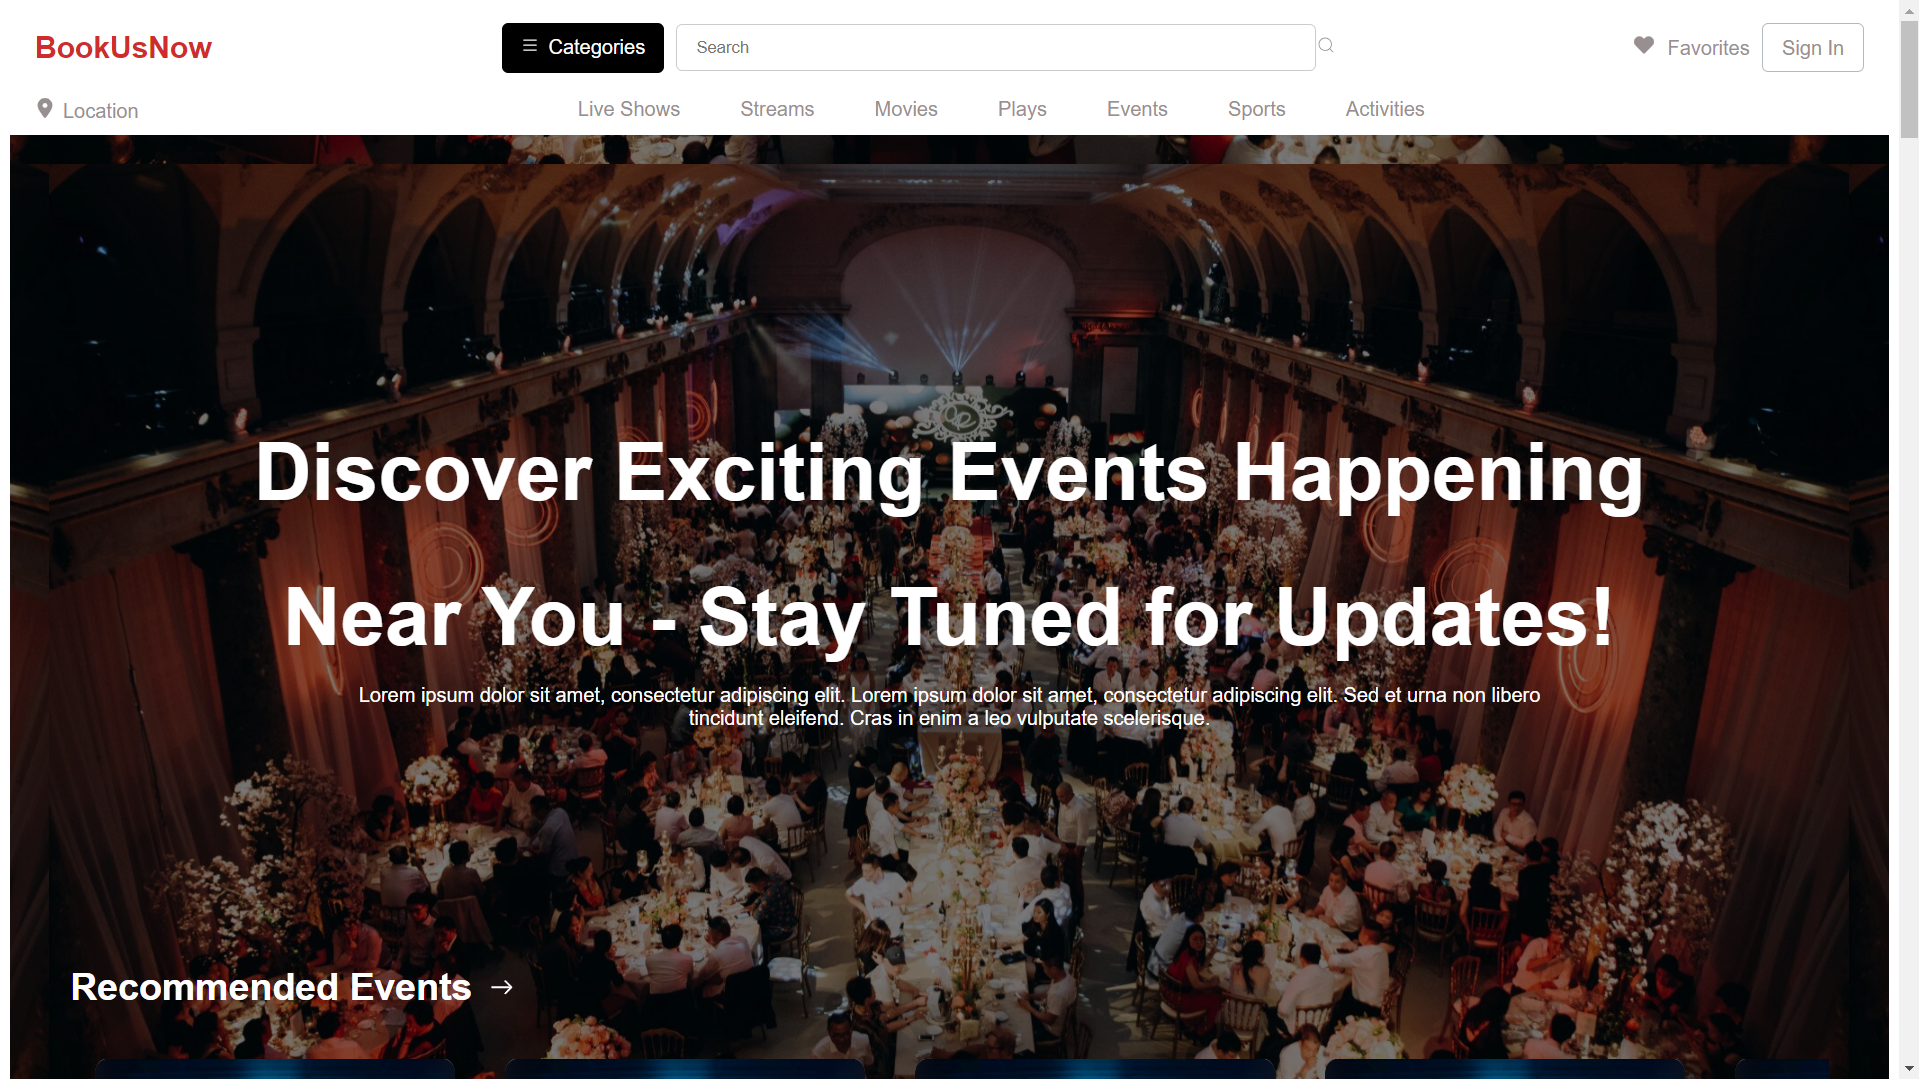 BookUsNow
Categories
Search
Favorites
Sign In
Location
Live Shows
Streams
Movies
Plays
Events
Sports
Activities
Discover Exciting Events Happening
Near You - Stay Tuned for Updates!
Lorem ipsum dolor sit amet, consectetur adipiscing elit. Lorem ipsum dolor sit amet, consectetur adipiscing elit. Sed et urna non libero
tincidunt eleifend. Cras in enim a leo vulputate scelerisque.
Recommended Events